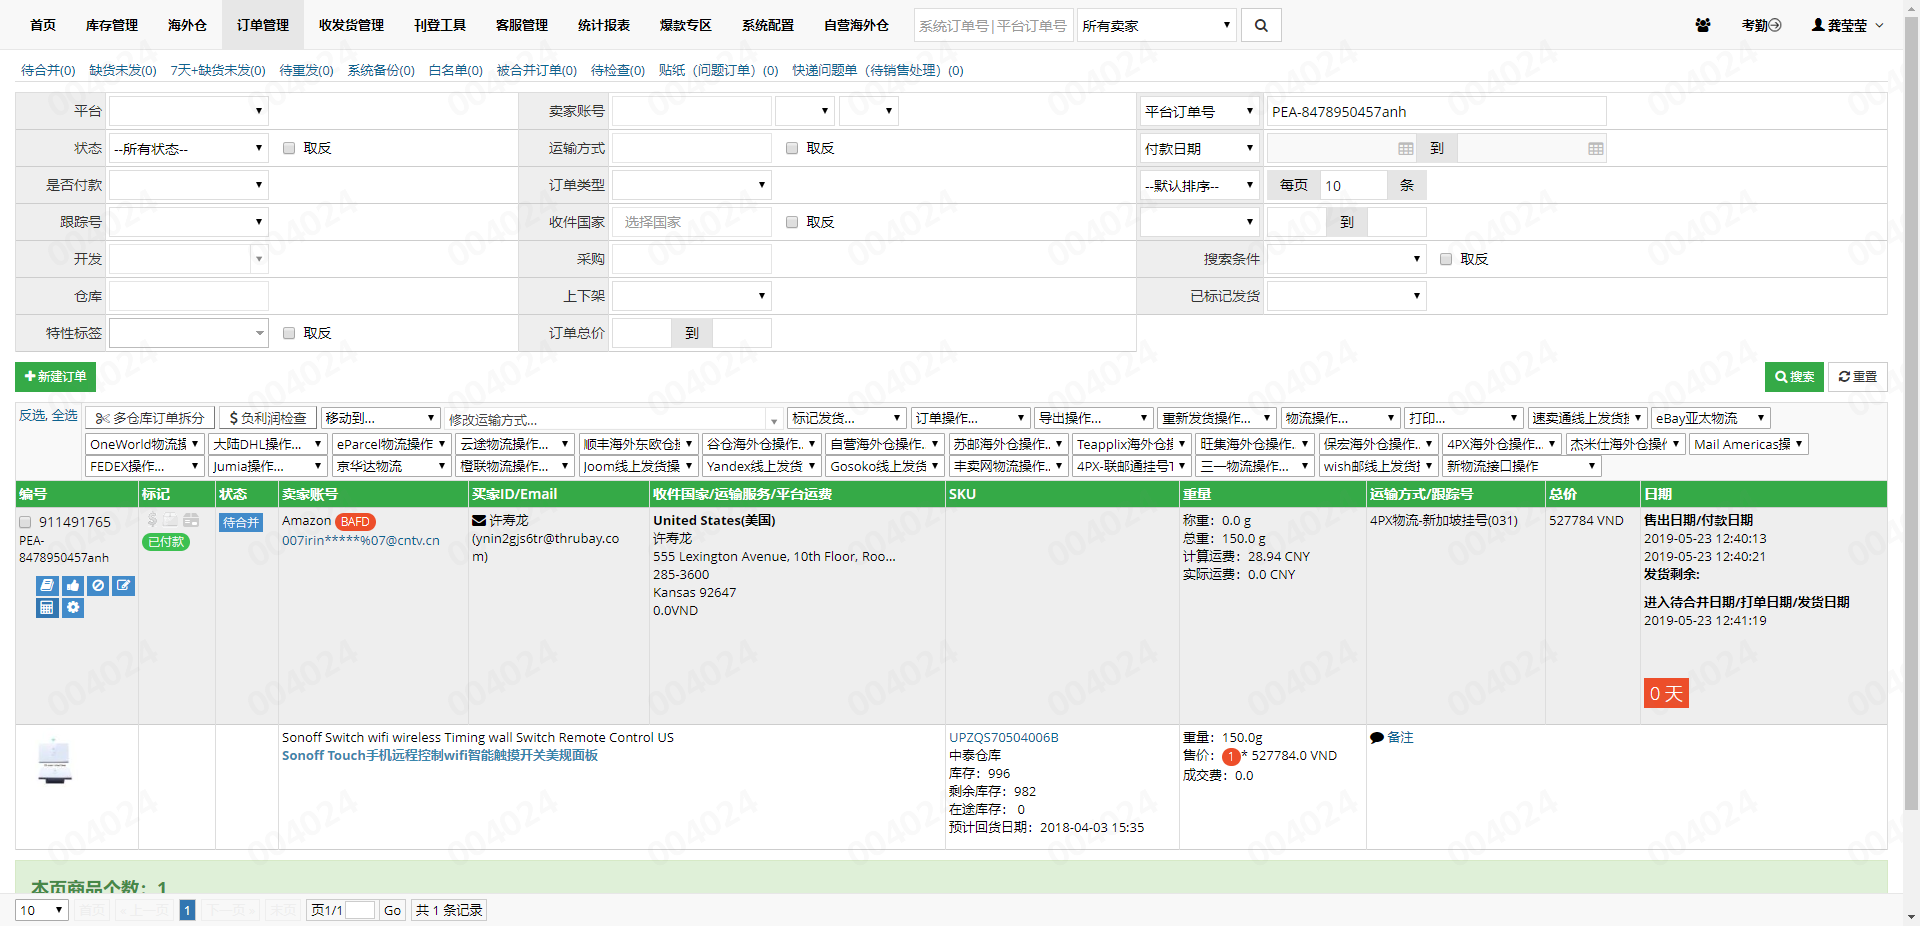 首页 库存管理 海外仓 订单管理 收发货管理 刊登工具 客服管理 统计报表 爆款专区 系统配置 自营海外仓 系统订单号|平台订单号 所有卖家 考勤 龚莹莹
待合并(0) 缺货未发(0) 7天+缺货未发(0) 待重发(0) 系统备份(0) 白名单(0) 被合并订单(0) 待检查(0) 贴纸（问题订单）(0) 快递问题单（待销售处理）(0)
平台 卖家账号 平台订单号 PEA-8478950457anh
状态 --所有状态-- 取反 运输方式 取反 付款日期 到
是否付款 订单类型 --默认排序-- 每页 10 条
跟踪号 收件国家 选择国家 取反 到
开发 采购 搜索条件 取反
仓库 上下架 已标记发货
特性标签 取反 订单总价 到
新建订单 搜索 重置
反选, 全选 多仓库订单拆分 $ 负利润检查 移动到... 修改运输方式... 标记发货... 订单操作... 导出操作... 重新发货操作... 物流操作... 打印... 速卖通线上发货 eBay亚太物流
OneWorld物流操 大陆DHL操作... eParcel物流操作 云途物流操作... 顺丰海外东欧仓 谷仓海外仓操作.. 自营海外仓操作. 苏邮海外仓操作.. Teapplix海外仓 旺集海外仓操作. 保宏海外仓操作.. 4PX海外仓操作... 杰米仕海外仓操 Mail Americas操
FEDEX操作... Jumia操作... 京华达物流 橙联物流操作... Joom线上发货操 Yandex线上发货 Gosoko线上发货 丰卖网物流操作.. 4PX-联邮通挂号 三一物流操作... wish邮线上发货 新物流接口操作
编号 标记 状态 卖家账号 买家ID/Email 收件国家/运输服务/平台运费 SKU 重量 运输方式/跟踪号 总价 日期
911491765
PEA-
8478950457anh
已付款
待合并
Amazon BAFD
007irin*****%07@cntv.cn
许寿龙
(ynin2gjs6tr@thrubay.co
m)
United States(美国)
许寿龙
555 Lexington Avenue, 10th Floor, Roo...
285-3600
Kansas 92647
0.0VND
称重：0.0 g
总重：150.0 g
计算运费：28.94 CNY
实际运费：0.0 CNY
4PX物流-新加坡挂号(031)
527784 VND
售出日期/付款日期
2019-05-23 12:40:13
2019-05-23 12:40:21
发货剩余:
进入待合并日期/打单日期/发货日期
2019-05-23 12:41:19
0 天
Sonoff Switch wifi wireless Timing wall Switch Remote Control US
Sonoff Touch手机远程控制wifi智能触摸开关美规面板
UPZQS70504006B
中泰仓库
库存：996
剩余库存：982
在途库存： 0
预计回货日期：2018-04-03 15:35
重量：150.0g
售价： 1 * 527784.0 VND
成交费：0.0
备注
本页商品个数：1
10 首页 « 上一页 1 下一页 » 末页 页1/1 Go 共 1 条记录
004024